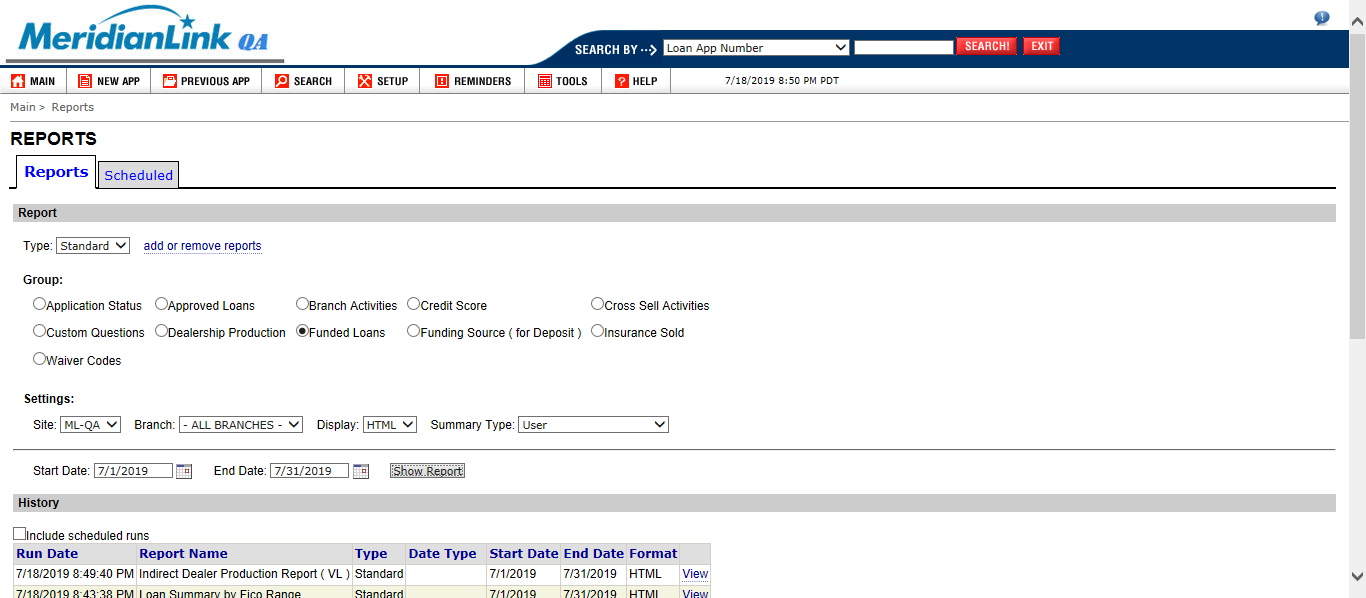 MeridianLink QA
SEARCH BY ··> Loan App Number SEARCH! EXIT
MAIN NEW APP PREVIOUS APP SEARCH SETUP REMINDERS TOOLS HELP 7/18/2019 8:50 PM PDT
Main > Reports
REPORTS
Reports Scheduled
Report
Type: Standard add or remove reports
Group:
Application Status Approved Loans Branch Activities Credit Score Cross Sell Activities
Custom Questions Dealership Production Funded Loans Funding Source ( for Deposit ) Insurance Sold
Waiver Codes
Settings:
Site: ML-QA Branch: - ALL BRANCHES - Display: HTML Summary Type: User
Start Date: 7/1/2019 End Date: 7/31/2019 Show Report
History
Include scheduled runs
Run Date Report Name Type Date Type Start Date End Date Format
7/18/2019 8:49:40 PM Indirect Dealer Production Report ( VL ) Standard 7/1/2019 7/31/2019 HTML View
7/18/2019 8:43:38 PM Loan Summary by Fico Range Standard 7/1/2019 7/31/2019 HTML View